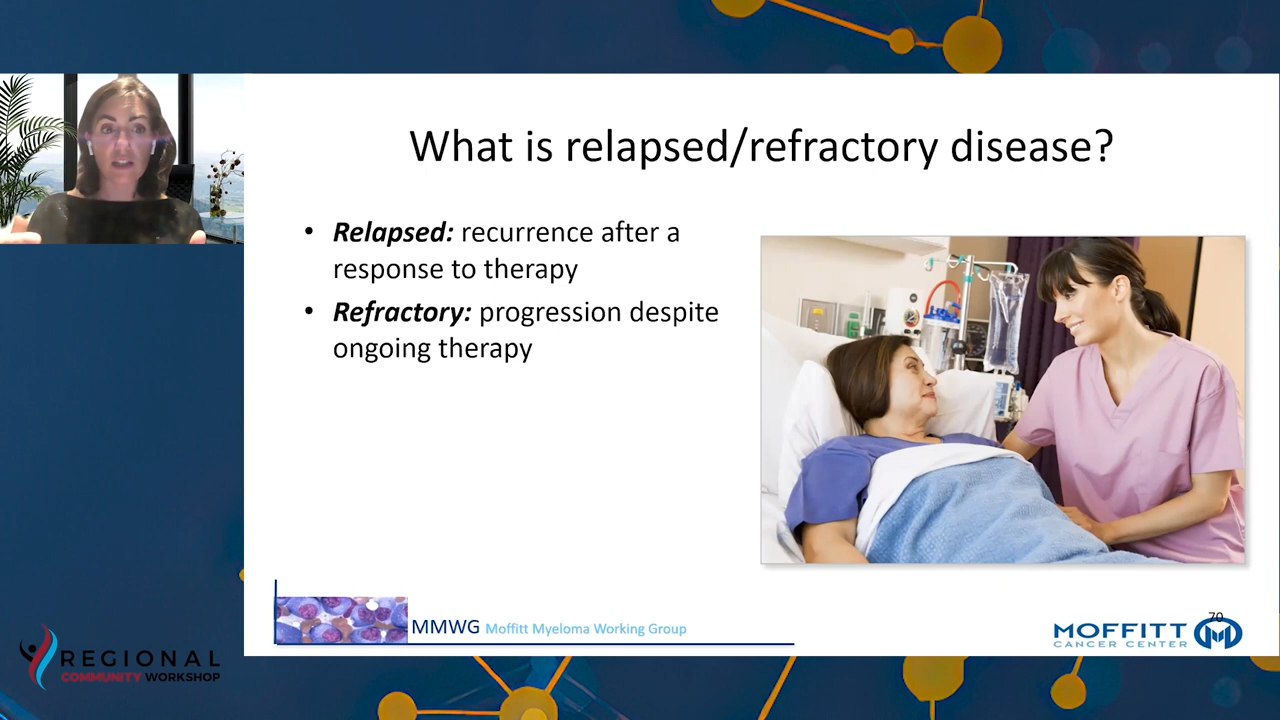 What is relapsed/refractory disease?
• Relapsed: recurrence after a
response to therapy
• Refractory: progression despite
ongoing therapy
MMWG Moffitt Myeloma Working Group
70
MOFFITT
CANCER CENTER
REGIONAL
COMMUNITY WORKSHOP